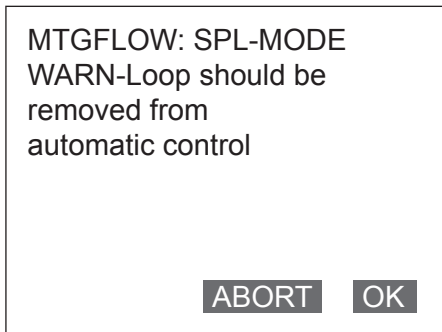 MTGFLOW: SPL-MODE
WARN-Loop should be
removed from
automatic control
ABORT OK